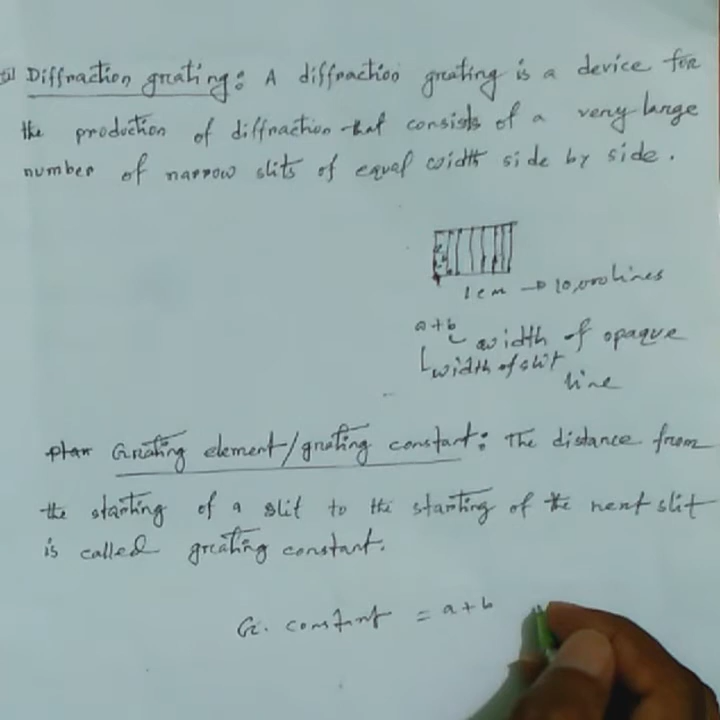 Diffraction grating: A diffraction grating is a device for
the production of diffraction that consists of a very large
number of narrow slits of equal width side by side.
1 cm → 10,000 lines
a+b
width of opaque
width of slit
line
Grating element/grating constant: The distance from
the starting of a slit to the starting of the next slit
is called grating constant.
G. constant = a+b